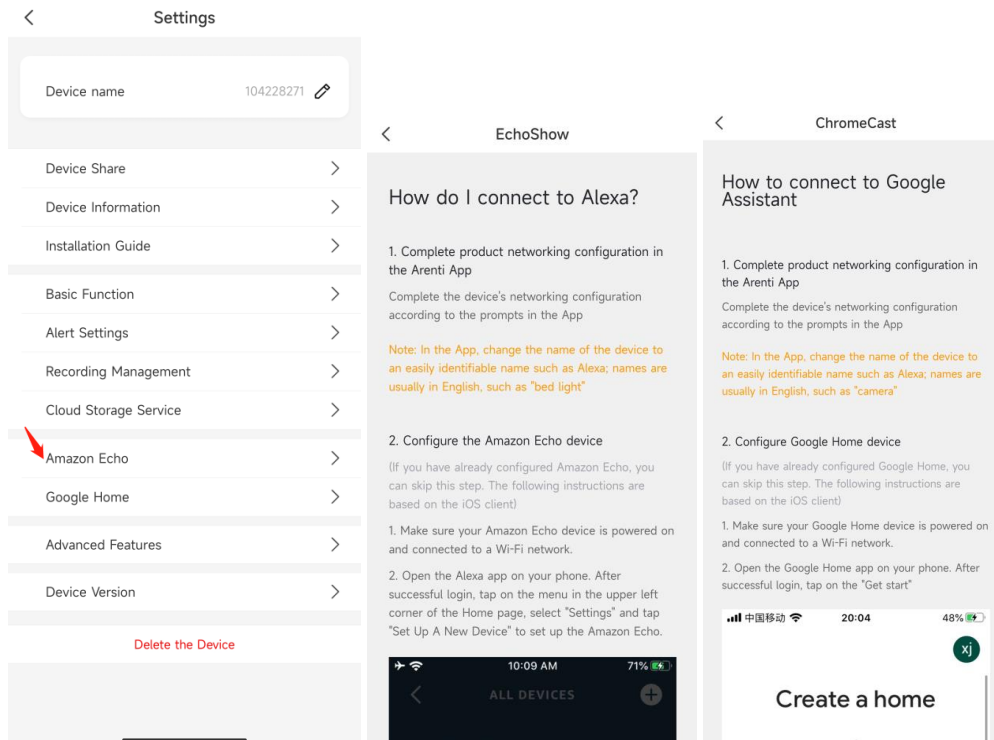 Settings
Device name 104228271
Device Share
Device Information
Installation Guide
Basic Function
Alert Settings
Recording Management
Cloud Storage Service
Amazon Echo
Google Home
Advanced Features
Device Version
Delete the Device
EchoShow
How do I connect to Alexa?
1. Complete product networking configuration in
the Arenti App
Complete the device's networking configuration
according to the prompts in the App
Note: In the App, change the name of the device to
an easily identifiable name such as Alexa; names are
usually in English, such as "bed light"
2. Configure the Amazon Echo device
(If you have already configured Amazon Echo, you
can skip this step. The following instructions are
based on the iOS client)
1. Make sure your Amazon Echo device is powered on
and connected to a Wi-Fi network.
2. Open the Alexa app on your phone. After
successful login, tap on the menu in the upper left
corner of the Home page, select "Settings" and tap
"Set Up A New Device" to set up the Amazon Echo.
10:09 AM 71%
ALL DEVICES
ChromeCast
How to connect to Google
Assistant
1. Complete product networking configuration in
the Arenti App
Complete the device's networking configuration
according to the prompts in the App
Note: In the App, change the name of the device to
an easily identifiable name such as Alexa; names are
usually in English, such as "camera"
2. Configure Google Home device
(If you have already configured Google Home, you
can skip this step. The following instructions are
based on the iOS client)
1. Make sure your Google Home device is powered on
and connected to a Wi-Fi network.
2. Open the Google Home app on your phone. After
successful login, tap on the "Get start"
中国移动 20:04 48%
xj
Create a home